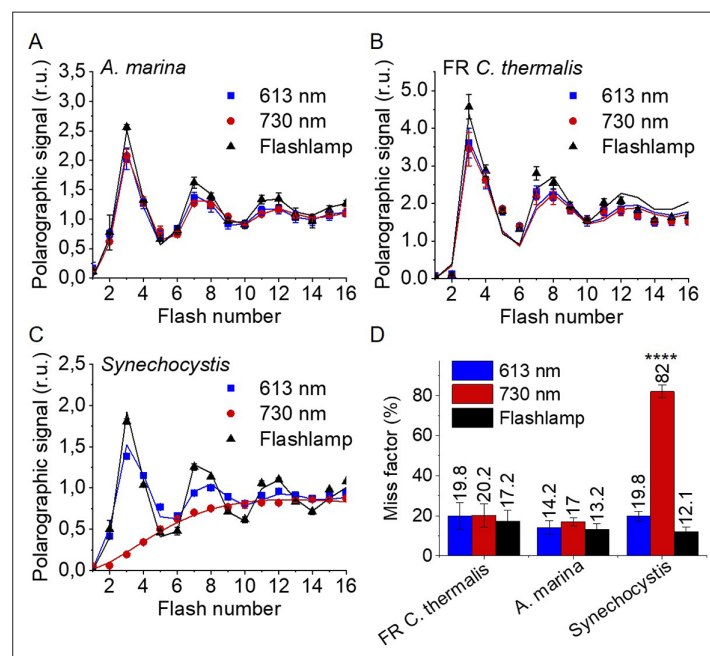 A
A. marina
3,5
3,0
2,5
2,0
1,5
1,0
0,5
0,0
Polarographic signal (r.u.)
613 nm
730 nm
Flashlamp
2 4 6 8 10 12 14 16
Flash number
B
FR C. thermalis
5.0
4.0
3.0
2.0
1.0
0.0
Polarographic signal (r.u.)
613 nm
730 nm
Flashlamp
2 4 6 8 10 12 14 16
Flash number
C
Synechocystis
2,5
2,0
1,5
1,0
0,5
0,0
Polarographic signal (r.u.)
613 nm
730 nm
Flashlamp
2 4 6 8 10 12 14 16
Flash number
D
613 nm
730 nm
Flashlamp
****
80
60
40
20
0
Miss factor (%)
19.8
20.2
17.2
14.2
17
13.2
19.8
82
12.1
FR C. thermalis
A. marina
Synechocystis